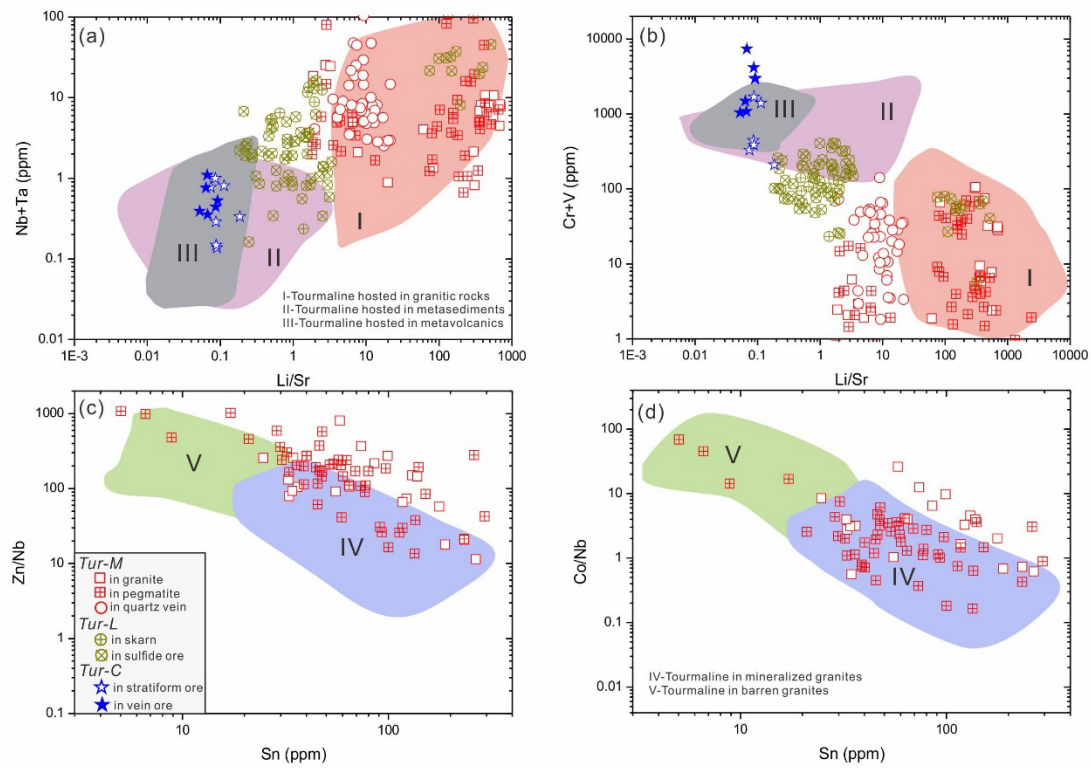 (a)
100
10
1
0.1
0.01
Nb+Ta (ppm)
III
II
I
I-Tourmaline hosted in granitic rocks
II-Tourmaline hosted in metasediments
III-Tourmaline hosted in metavolcanics
1E-3 0.01 0.1 1 10 100 1000
Li/Sr
(b)
10000
1000
100
10
1
Cr+V (ppm)
III
II
I
1E-3 0.01 0.1 1 10 100 1000 10000
Li/Sr
(c)
1000
100
10
1
0.1
Zn/Nb
V
IV
Tur-M
in granite
in pegmatite
in quartz vein
Tur-L
in skarn
in sulfide ore
Tur-C
in stratiform ore
in vein ore
10 100
Sn (ppm)
(d)
100
10
1
0.1
0.01
Co/Nb
V
IV
IV-Tourmaline in mineralized granites
V-Tourmaline in barren granites
10 100
Sn (ppm)